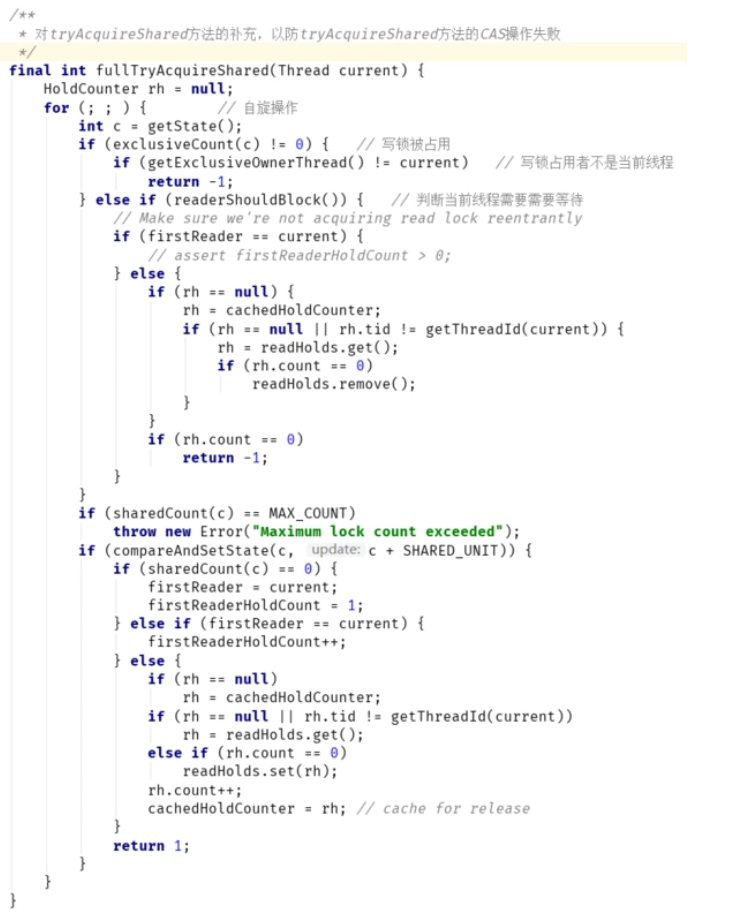 /**
 * 对tryAcquireShared方法的补充，以防tryAcquireShared方法的CAS操作失败
 */
final int fullTryAcquireShared(Thread current) {
    HoldCounter rh = null;
    for (; ; ) {        // 自旋操作
        int c = getState();
        if (exclusiveCount(c) != 0) {   // 写锁被占用
            if (getExclusiveOwnerThread() != current)   // 写锁占用者不是当前线程
                return -1;
        } else if (readerShouldBlock()) {   // 判断当前线程需要需要等待
            // Make sure we're not acquiring read lock reentrantly
            if (firstReader == current) {
                // assert firstReaderHoldCount > 0;
            } else {
                if (rh == null) {
                    rh = cachedHoldCounter;
                    if (rh == null || rh.tid != getThreadId(current)) {
                        rh = readHolds.get();
                        if (rh.count == 0)
                            readHolds.remove();
                    }
                }
                if (rh.count == 0)
                    return -1;
            }
        }
        if (sharedCount(c) == MAX_COUNT)
            throw new Error("Maximum lock count exceeded");
        if (compareAndSetState(c, update: c + SHARED_UNIT)) {
            if (sharedCount(c) == 0) {
                firstReader = current;
                firstReaderHoldCount = 1;
            } else if (firstReader == current) {
                firstReaderHoldCount++;
            } else {
                if (rh == null)
                    rh = cachedHoldCounter;
                if (rh == null || rh.tid != getThreadId(current))
                    rh = readHolds.get();
                else if (rh.count == 0)
                    readHolds.set(rh);
                rh.count++;
                cachedHoldCounter = rh; // cache for release
            }
            return 1;
        }
    }
}